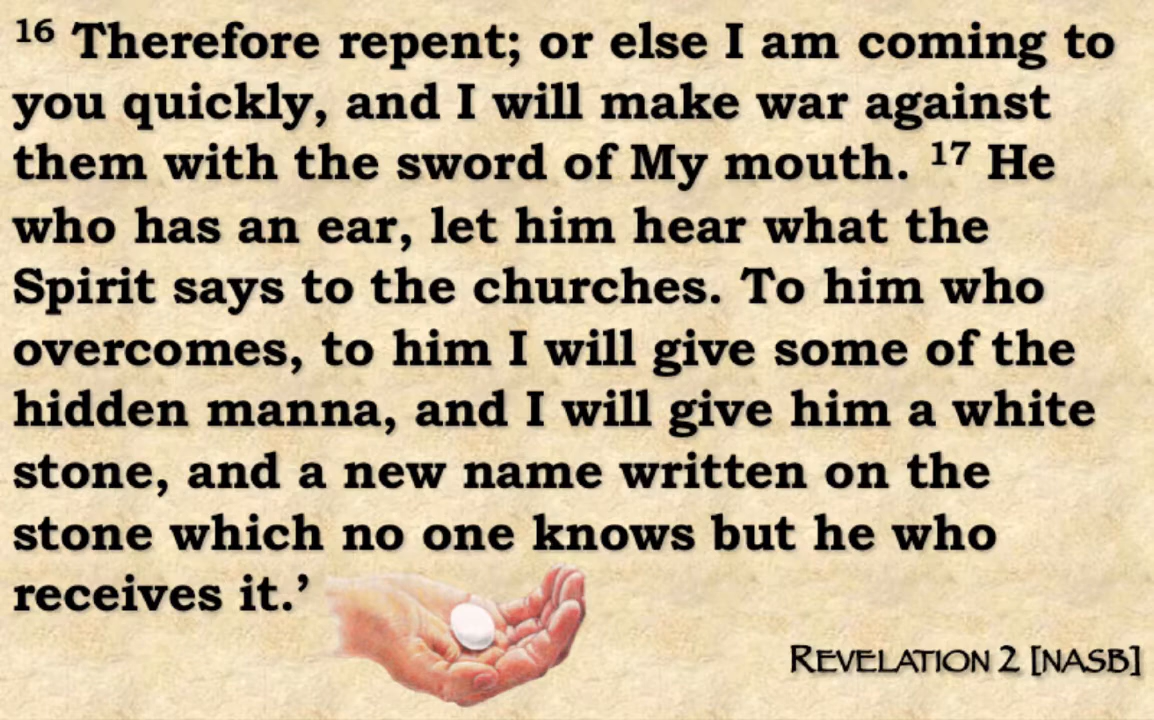 16 Therefore repent; or else I am coming to
you quickly, and I will make war against
them with the sword of My mouth. 17 He
who has an ear, let him hear what the
Spirit says to the churches. To him who
overcomes, to him I will give some of the
hidden manna, and I will give him a white
stone, and a new name written on the
stone which no one knows but he who
receives it.’
Revelation 2 [NASB]